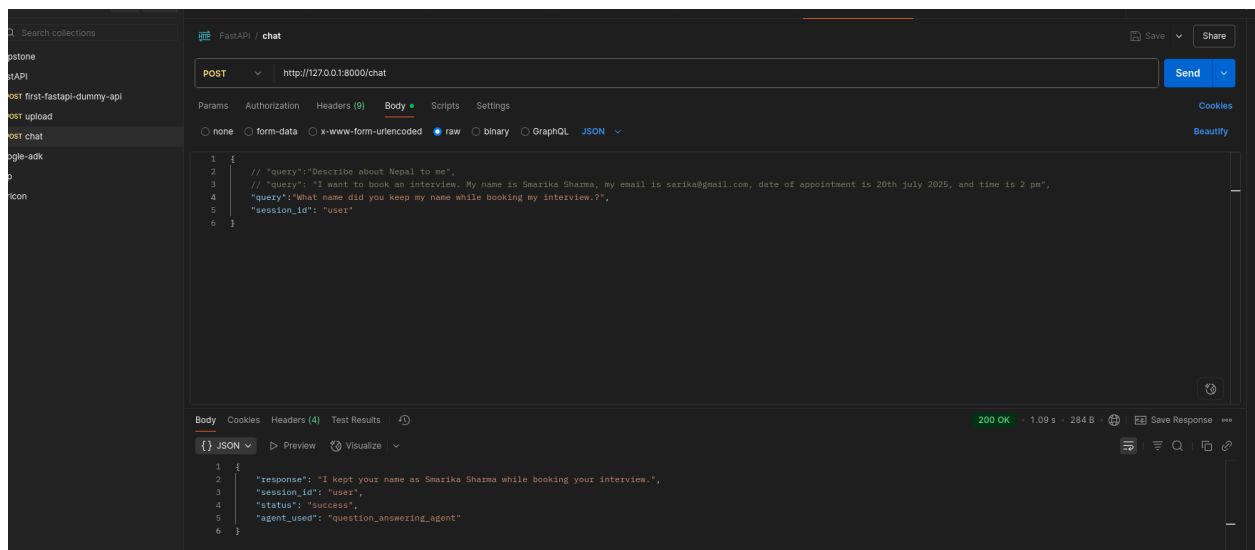 Search collections
pstone
stAPI
POST first-fastapi-dummy-api
POST upload
POST chat
ogle-adk
ricon
HTTP FastAPI / chat
Save
Share
POST http://127.0.0.1:8000/chat
Send
Params Authorization Headers (9) Body Scripts Settings
Cookies
none form-data x-www-form-urlencoded raw binary GraphQL JSON
Beautify
1 {
2 // "query":"Describe about Nepal to me",
3 // "query": "I want to book an interview. My name is Smarika Sharma, my email is sarika@gmail.com, date of appointment is 20th july 2025, and time is 2 pm",
4 "query":"What name did you keep my name while booking my interview.?",
5 "session_id": "user"
6 }
Body Cookies Headers (4) Test Results
200 OK 1.09 s 284 B Save Response
{} JSON Preview Visualize
1 {
2 "response": "I kept your name as Smarika Sharma while booking your interview.",
3 "session_id": "user",
4 "status": "success",
5 "agent_used": "question_answering_agent"
6 }